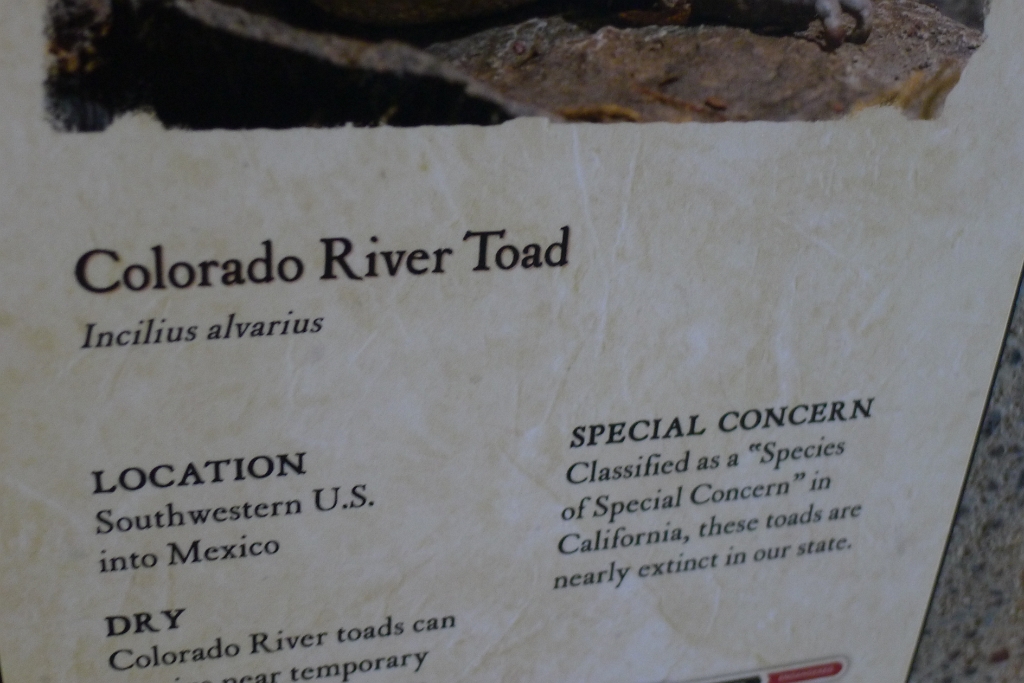 Colorado River Toad
Incilius alvarius
LOCATION
Southwestern U.S.
into Mexico
DRY
Colorado River toads can
near temporary
SPECIAL CONCERN
Classified as a “Species
of Special Concern” in
California, these toads are
nearly extinct in our state.